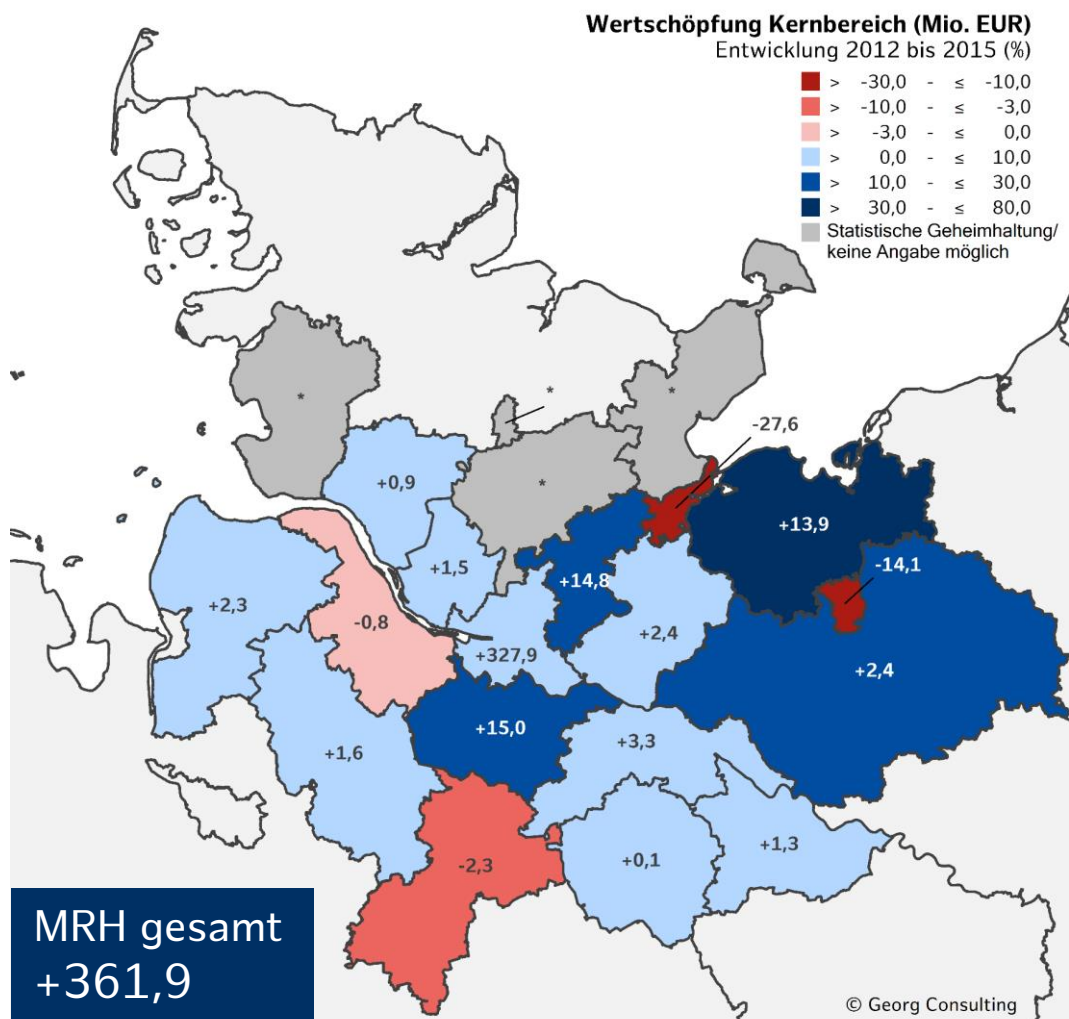 Wertschöpfung Kernbereich (Mio. EUR)
Entwicklung 2012 bis 2015 (%)
> -30,0 - ≤ -10,0
> -10,0 - ≤ -3,0
> -3,0 - ≤ 0,0
> 0,0 - ≤ 10,0
> 10,0 - ≤ 30,0
> 30,0 - ≤ 80,0
Statistische Geheimhaltung/
keine Angabe möglich
*
*
*
-27,6
+0,9
*
+13,9
+1,5
+14,8
-14,1
+2,3
-0,8
+2,4
+327,9
+2,4
+15,0
+3,3
+1,6
+1,3
-2,3
+0,1
MRH gesamt
+361,9
© Georg Consulting